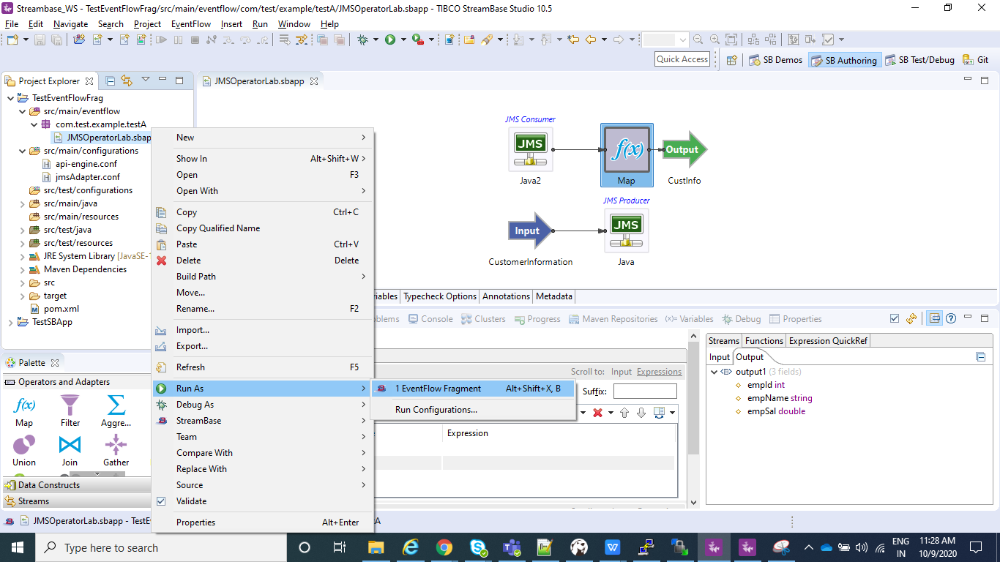 Streambase_WS - TestEventFlowFrag/src/main/eventflow/com/test/example/testA/JMSOperatorLab.sbapp - TIBCO StreamBase Studio 10.5
File Edit Navigate Search Project EventFlow Insert Run Window Help
Quick Access SB Demos SB Authoring SB Test/Debug Git
Project Explorer
JMSOperatorLab.sbapp
TestEventFlowFrag
src/main/eventflow
com.test.example.testA
JMSOperatorLab.sbapp
src/main/configurations
api-engine.conf
jmsAdapter.conf
src/test/configurations
src/main/java
src/main/resources
src/test/java
src/test/resources
JRE System Library [JavaSE-1
Maven Dependencies
src
target
pom.xml
TestSBApp
Palette
Operators and Adapters
Map Filter Aggre...
Union Join Gather
Data Constructs
Streams
New
Show In Alt+Shift+W
Open F3
Open With
Copy Ctrl+C
Copy Qualified Name
Paste Ctrl+V
Delete Delete
Build Path
Move...
Rename... F2
Import...
Export...
Refresh F5
Run As
Debug As
StreamBase
Team
Compare With
Replace With
Source
Validate
Properties Alt+Enter
1 EventFlow Fragment Alt+Shift+X, B
Run Configurations...
JMS Consumer
JMS
Java2
f(x)
Map
Output
CustInfo
JMS Producer
Input
CustomerInformation
JMS
Java
riables Typecheck Options Annotations Metadata
oblems Console Clusters Progress Maven Repositories (x)= Variables Debug Properties
Scroll to: Input Expressions
Suffix:
Expression
Streams Functions Expression QuickRef
Input Output
output1 (3 fields)
empId int
empName string
empSal double
JMSOperatorLab.sbapp - TestE
A
Type here to search
ENG
IN
11:28 AM
10/9/2020